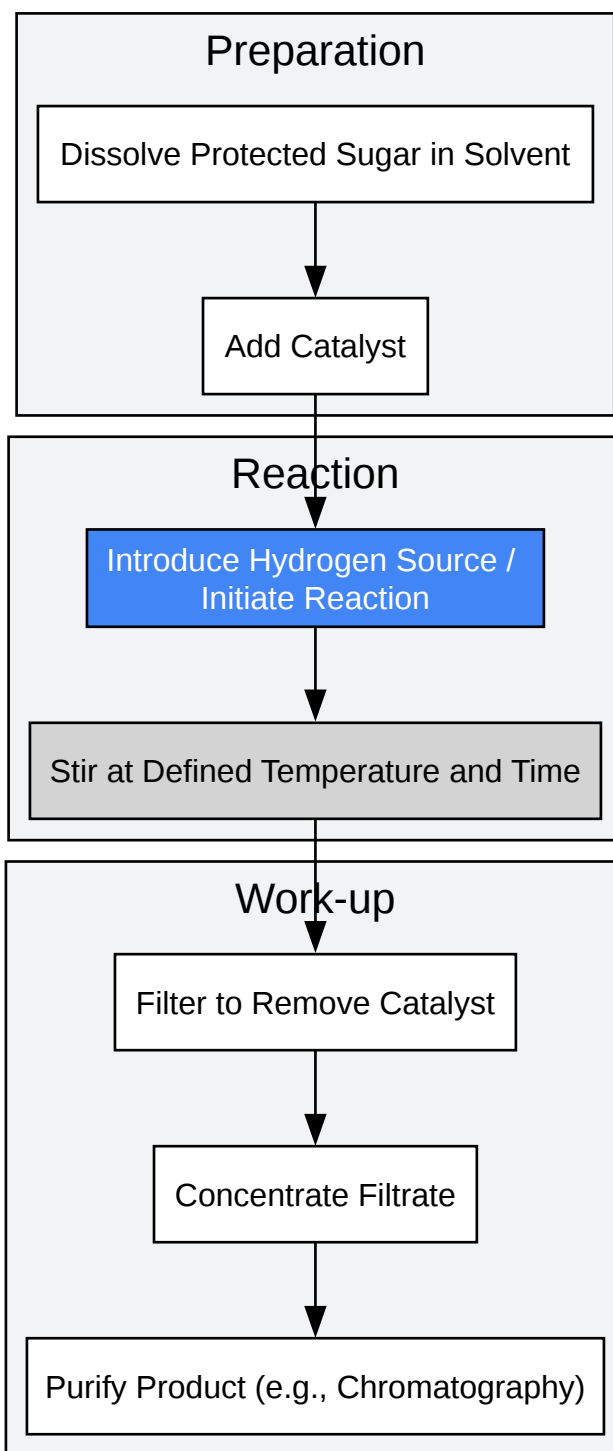 Preparation
Dissolve Protected Sugar in Solvent
Add Catalyst
Reaction
Introduce Hydrogen Source /
Initiate Reaction
Stir at Defined Temperature and Time
Work-up
Filter to Remove Catalyst
Concentrate Filtrate
Purify Product (e.g., Chromatography)